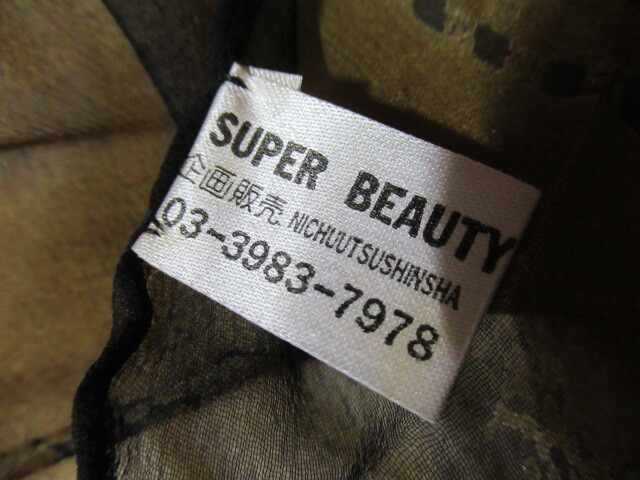 SUPER BEAUTY
企画販売 NICHUUTSUSHINSHA
03-3983-7978